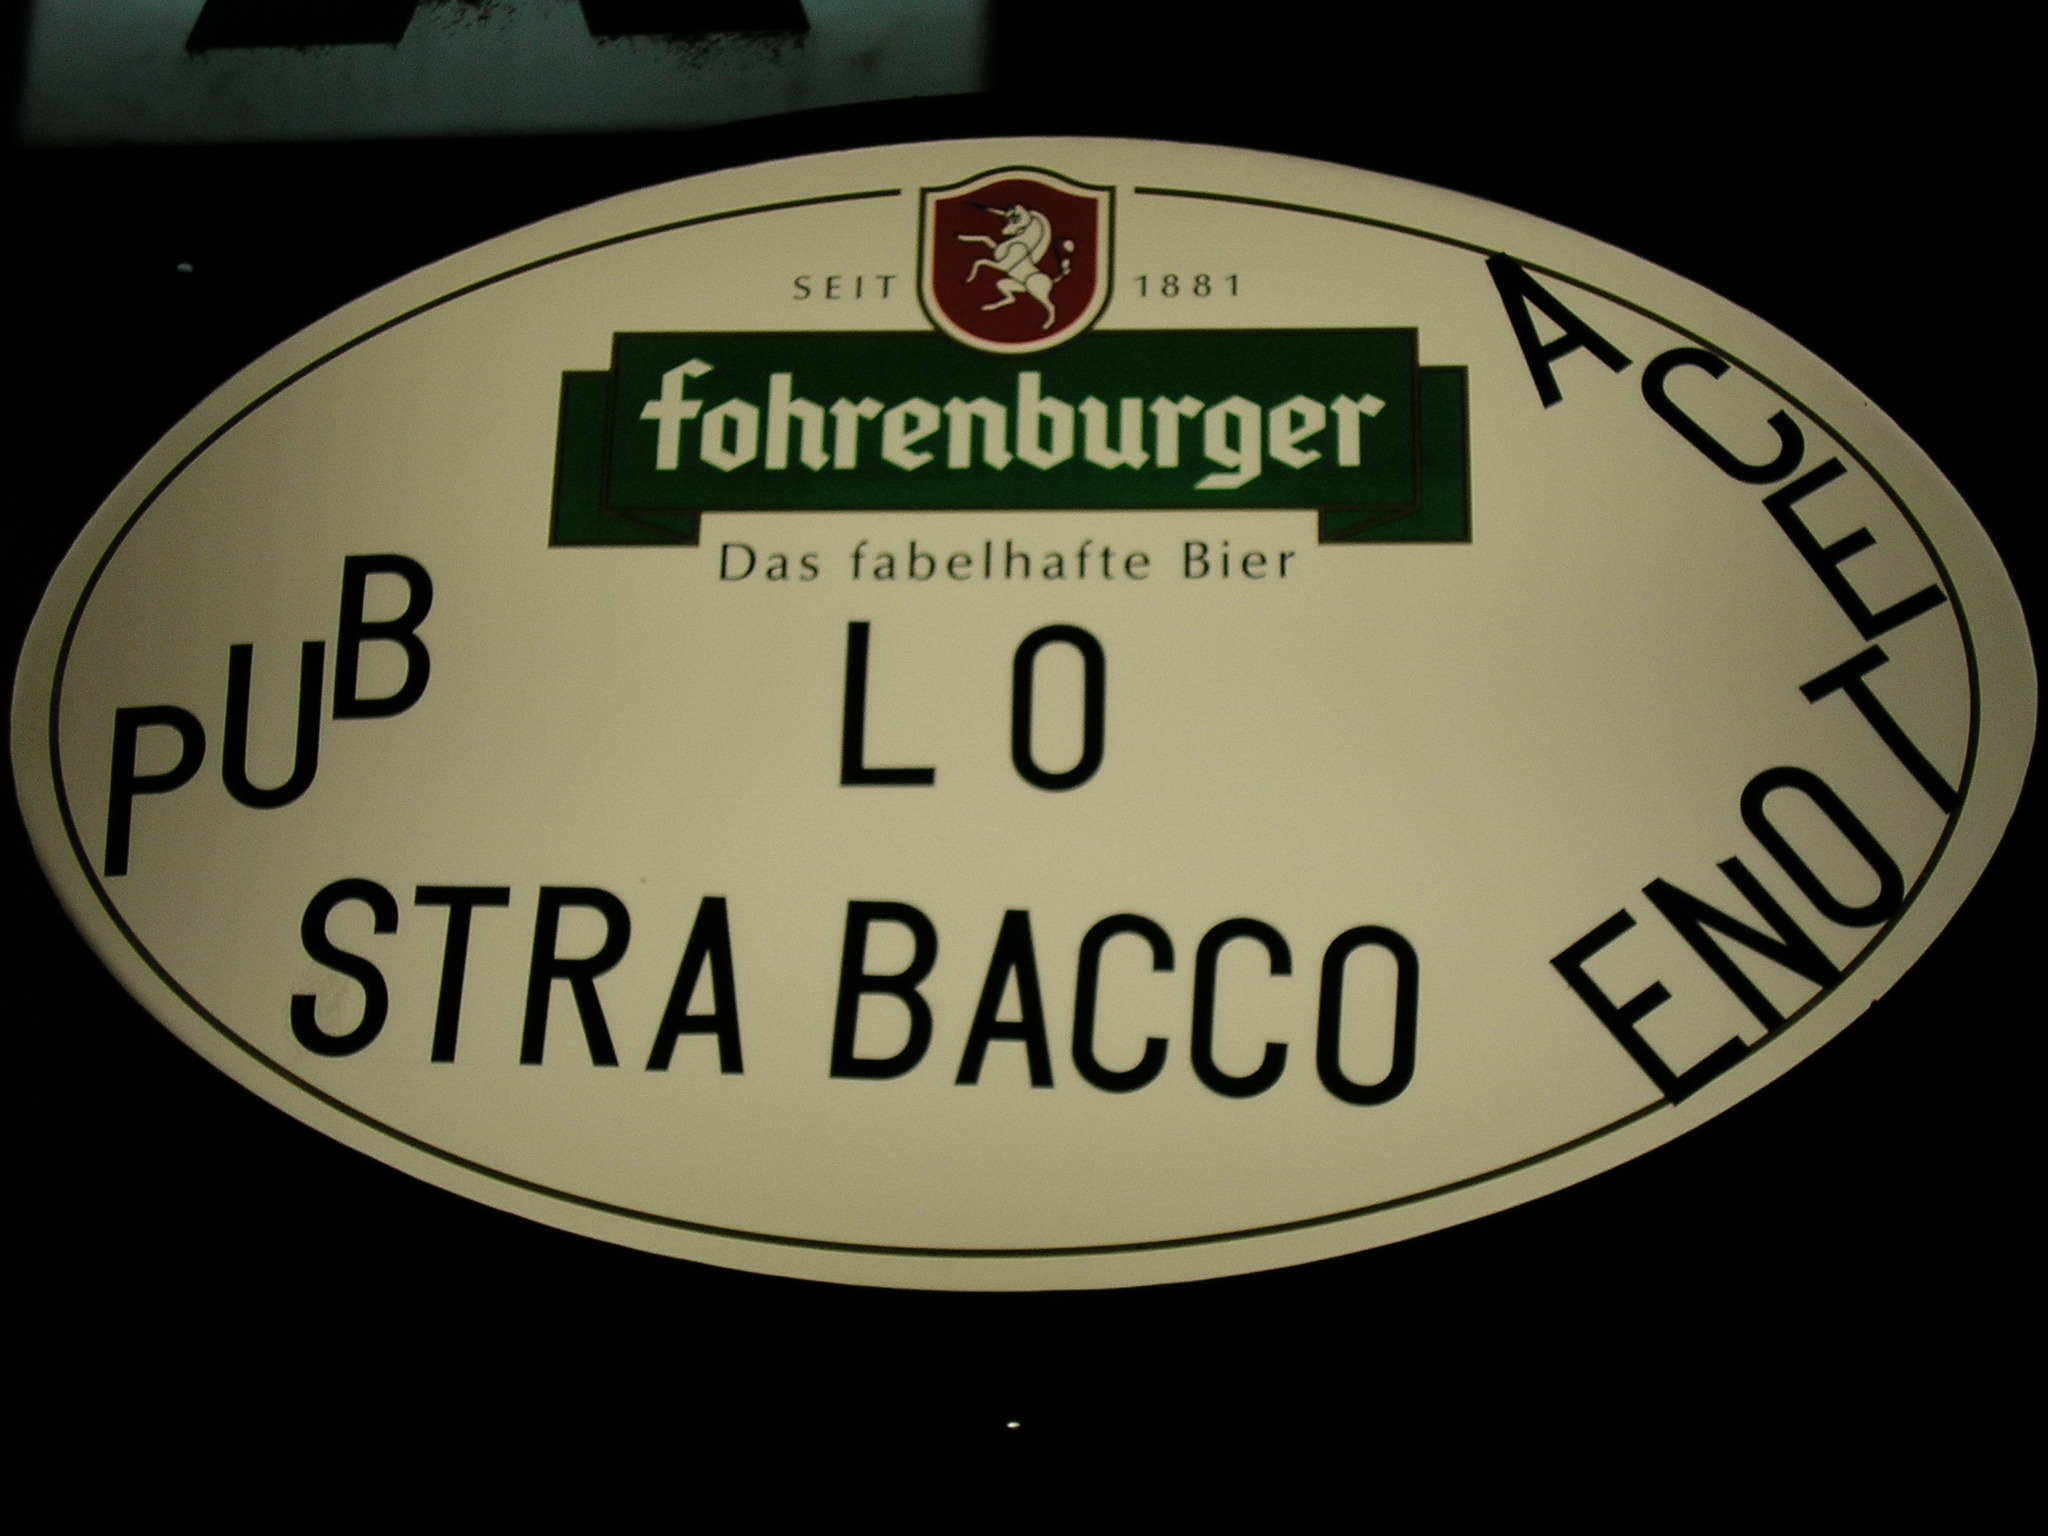 SEIT 1881
fohrenburger
Das fabelhafte Bier
PUB
LO
STRA BACCO
ENOTECA